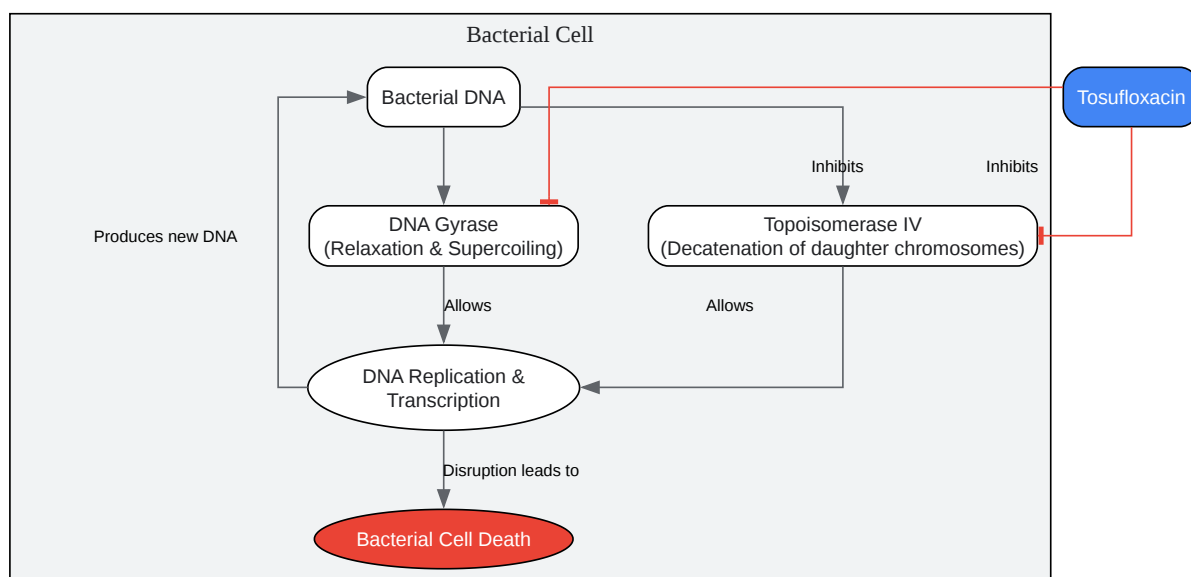 Bacterial Cell
Bacterial DNA
Tosufloxacin
Inhibits
Inhibits
DNA Gyrase
(Relaxation & Supercoiling)
Topoisomerase IV
(Decatenation of daughter chromosomes)
Produces new DNA
Allows
Allows
DNA Replication &
Transcription
Disruption leads to
Bacterial Cell Death